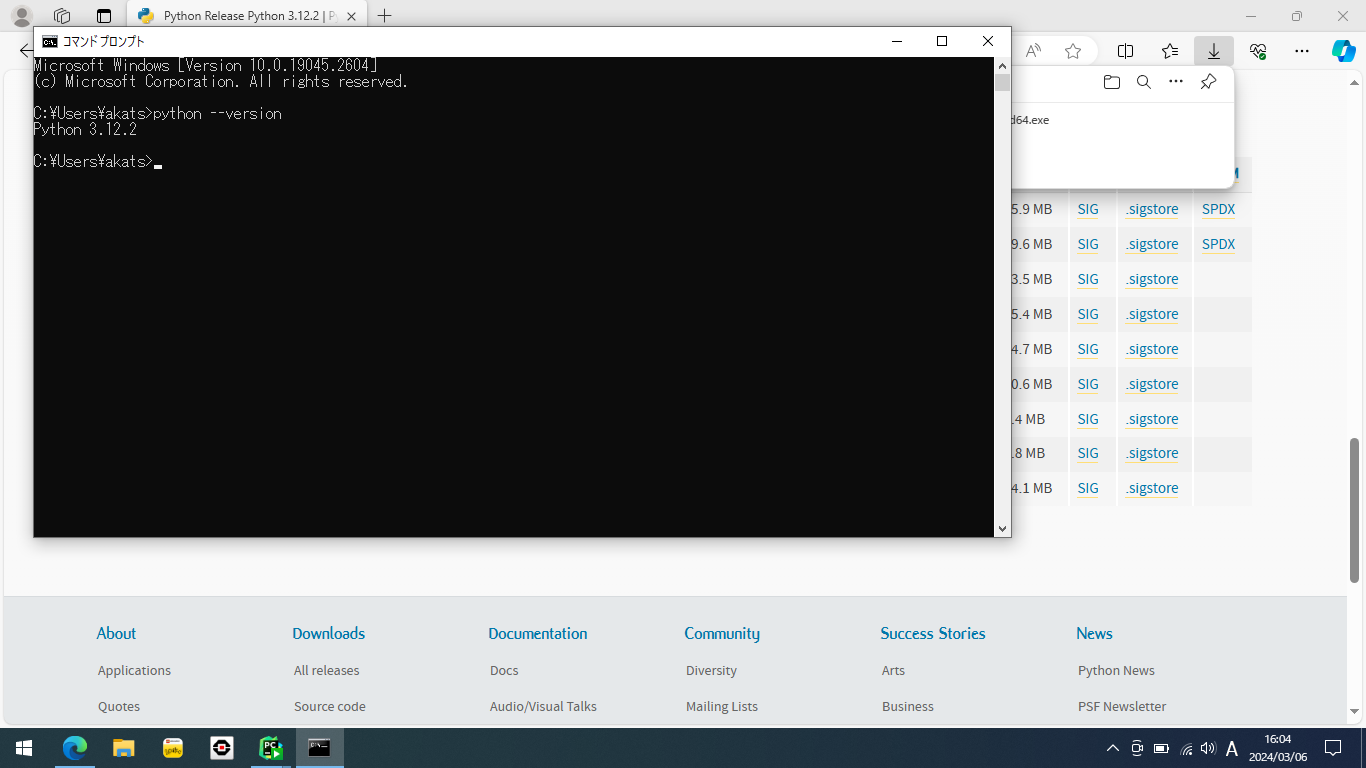 Python Release Python 3.12.2 | P
コマンド プロンプト
Microsoft Windows [Version 10.0.19045.2604]
(c) Microsoft Corporation. All rights reserved.
C:¥Users¥akats>python --version
Python 3.12.2
C:¥Users¥akats>
d64.exe
5.9 MB SIG .sigstore SPDX
9.6 MB SIG .sigstore SPDX
3.5 MB SIG .sigstore
5.4 MB SIG .sigstore
4.7 MB SIG .sigstore
0.6 MB SIG .sigstore
.4 MB SIG .sigstore
.8 MB SIG .sigstore
4.1 MB SIG .sigstore
About Downloads Documentation Community Success Stories News
Applications All releases Docs Diversity Arts Python News
Quotes Source code Audio/Visual Talks Mailing Lists Business PSF Newsletter
A 16:04
2024/03/06